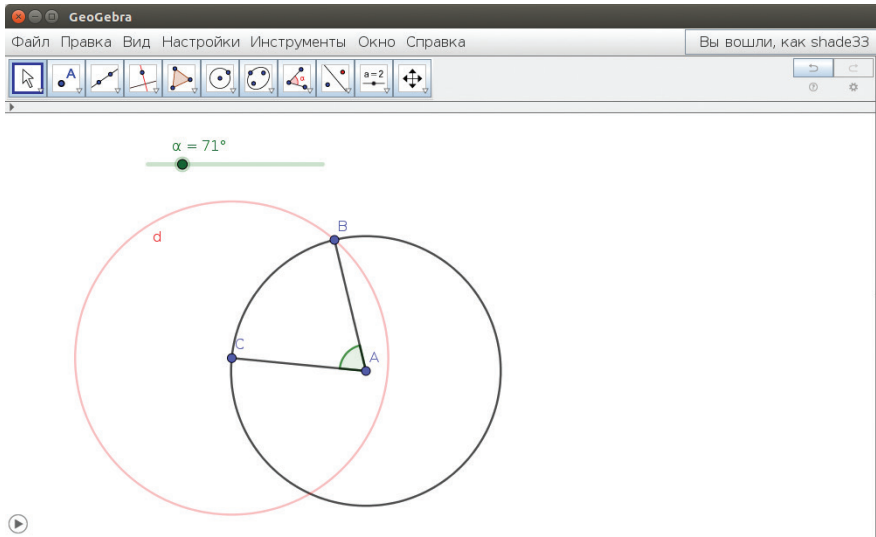 GeoGebra
Файл Правка Вид Настройки Инструменты Окно Справка
Вы вошли, как shade33
A
α
a=2
α = 71°
d
B
C
A